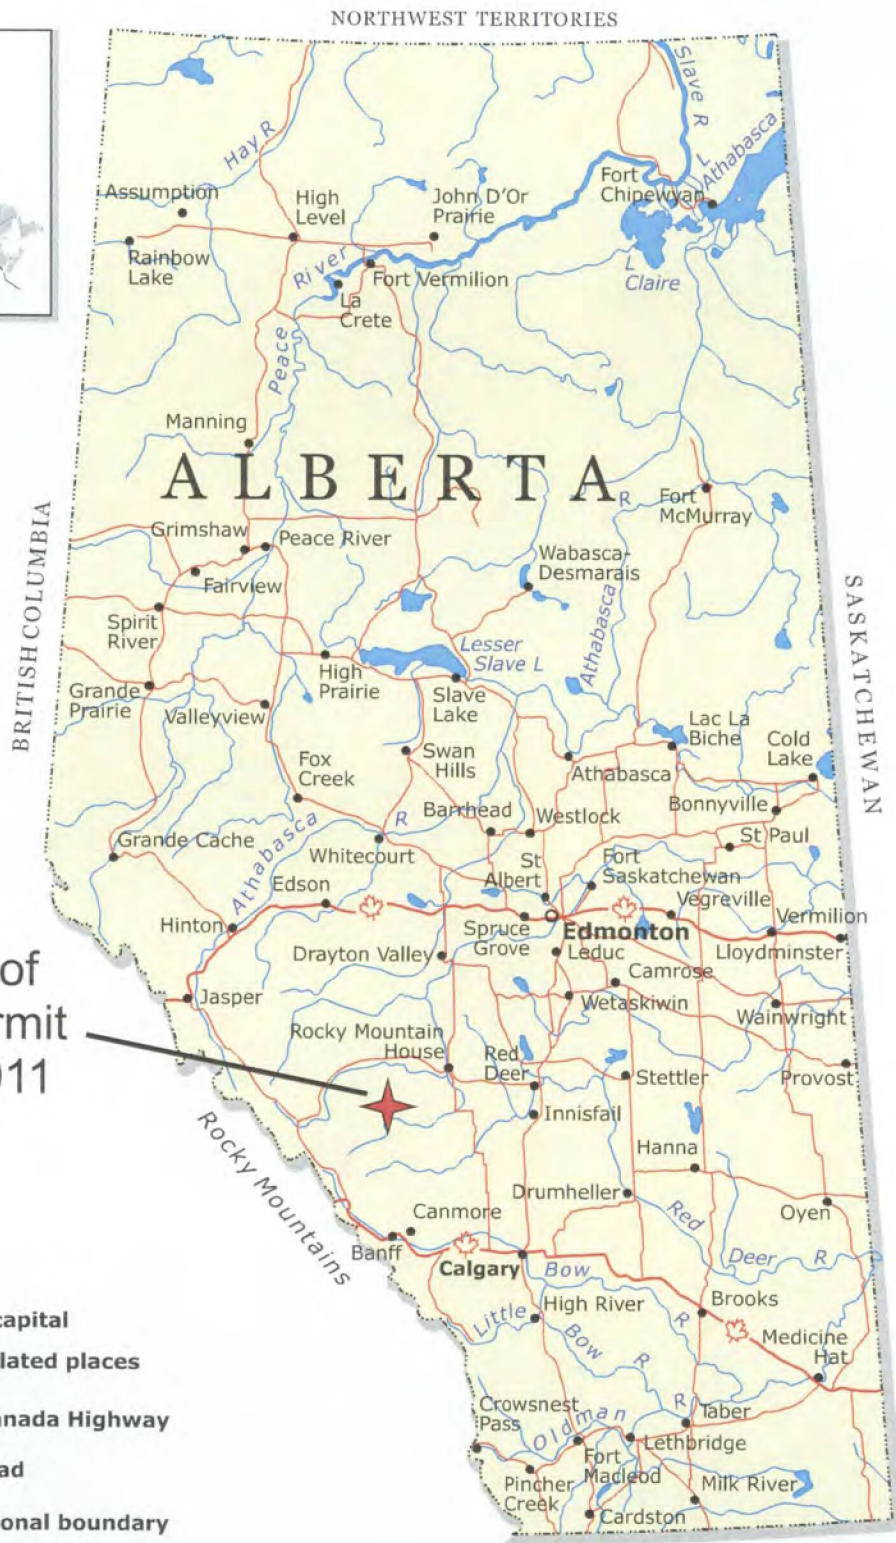 NORTHWEST TERRITORIES
Slave R
Hay R
L Athabasca
Assumption
High
Level
John D'Or
Prairie
Fort
Chipewyan
Rainbow
Lake
River
Fort Vermilion
L
Claire
La
Crete
Peace
Manning
ALBERTA
R
Fort
McMurray
BRITISH COLUMBIA
Grimshaw
Peace River
Wabasca-
Desmarais
Fairview
SASKATCHEWAN
Spirit
River
Athabasca
Lesser
Slave L
High
Prairie
Grande
Prairie
Slave
Lake
Valleyview
Lac La
Biche
Cold
Lake
Fox
Creek
Swan
Hills
Athabasca
Bonnyville
Barrhead
Westlock
Athabasca
R
Grande Cache
Whitecourt
St Paul
St
Albert
Fort
Saskatchewan
Edson
Vegreville
Hinton
Spruce
Grove
Edmonton
Vermilion
Drayton Valley
Leduc
Lloydminster
of
Camrose
Jasper
Wetaskiwin
Wainwright
rmit
Rocky Mountain
House
Red
Deer
011
Stettler
Provost
Innisfail
Rocky Mountains
Hanna
Drumheller
Red
Oyen
Canmore
Banff
Deer R
Calgary
Bow
Little
High River
R
Brooks
Bow
R
Medicine
Hat
capital
lated places
Crowsnest
Pass
Oldman
R
Taber
anada Highway
Lethbridge
Fort
Macleod
ad
Pincher
Creek
Milk River
Cardston
onal boundary